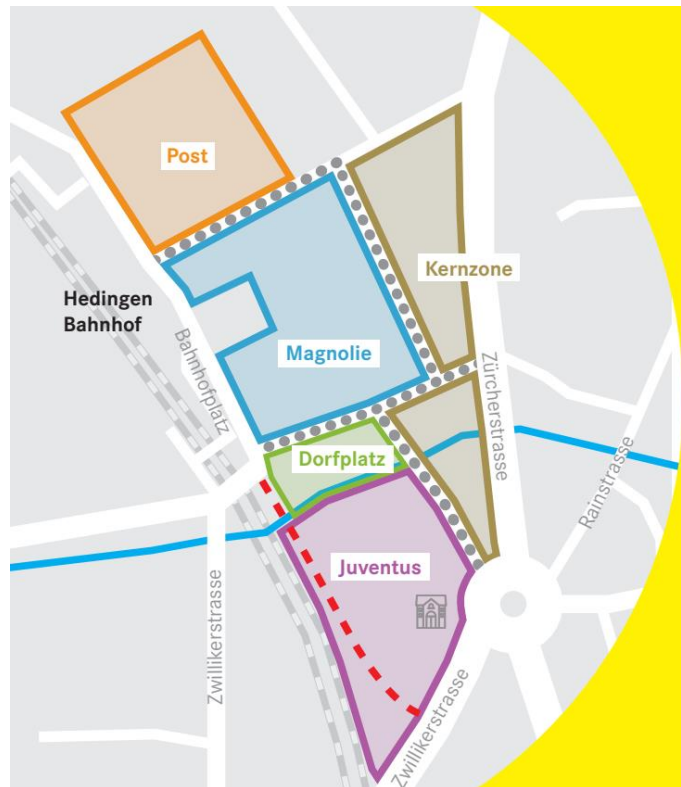 Post
Kernzone
Hedingen
Bahnhof
Bahnhofplatz
Magnolie
Zürcherstrasse
Dorfplatz
Rainstrasse
Juventus
Zwillikerstrasse
Zwillikerstrasse